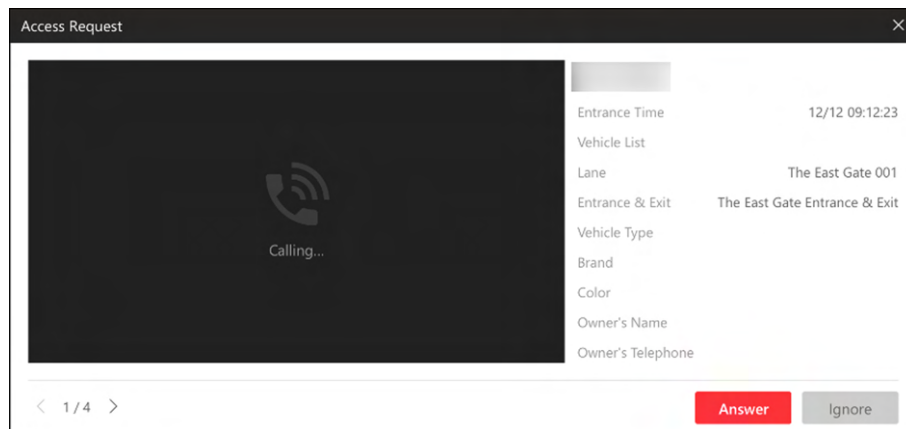 Access Request
Calling...
Entrance Time 12/12 09:12:23
Vehicle List
Lane The East Gate 001
Entrance & Exit The East Gate Entrance & Exit
Vehicle Type
Brand
Color
Owner's Name
Owner's Telephone
1 / 4
Answer Ignore